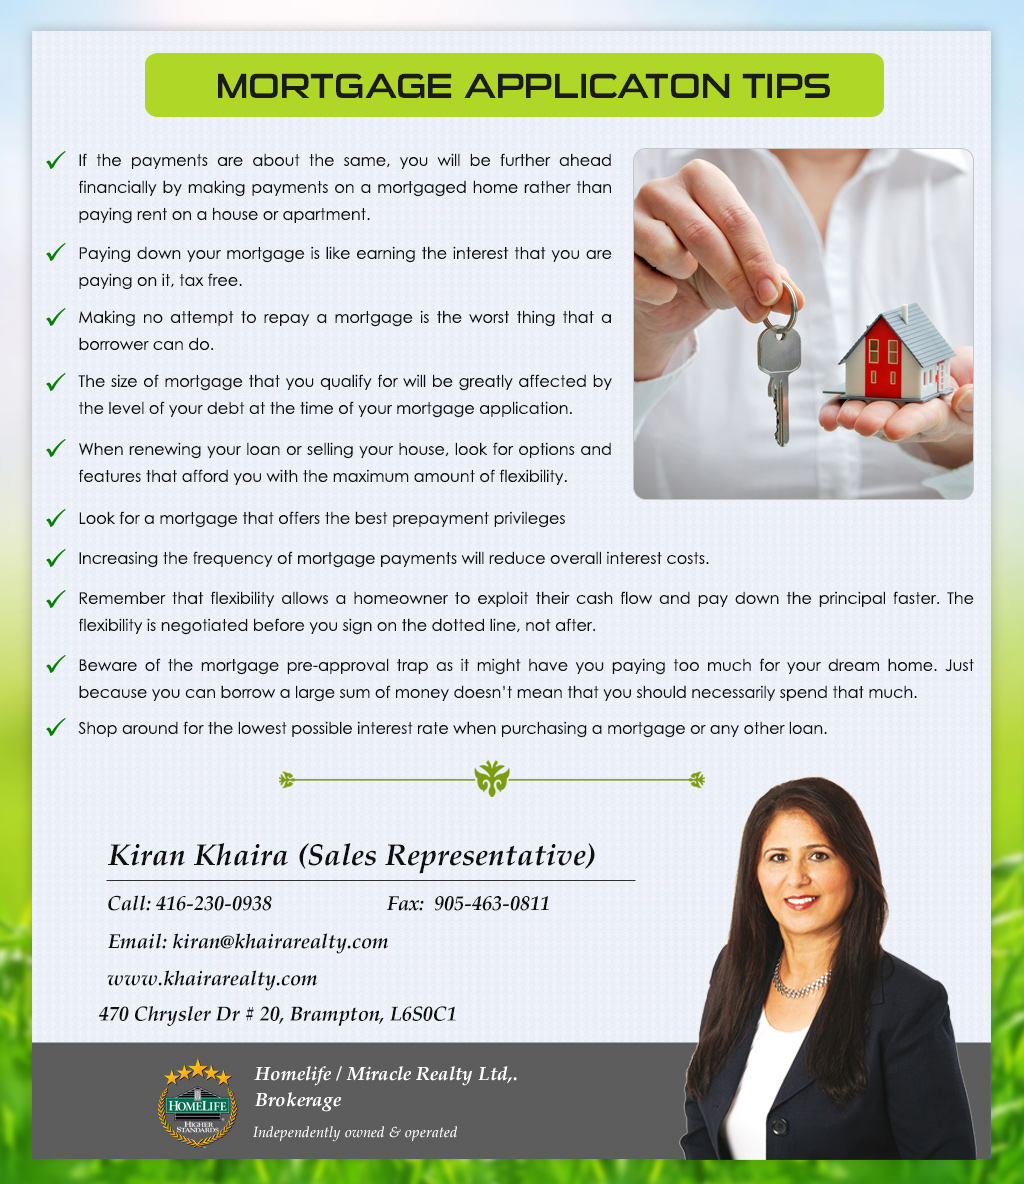 MORTGAGE APPLICATON TIPS
If the payments are about the same, you will be further ahead
financially by making payments on a mortgaged home rather than
paying rent on a house or apartment.
Paying down your mortgage is like earning the interest that you are
paying on it, tax free.
Making no attempt to repay a mortgage is the worst thing that a
borrower can do.
The size of mortgage that you qualify for will be greatly affected by
the level of your debt at the time of your mortgage application.
When renewing your loan or selling your house, look for options and
features that afford you with the maximum amount of flexibility.
Look for a mortgage that offers the best prepayment privileges
Increasing the frequency of mortgage payments will reduce overall interest costs.
Remember that flexibility allows a homeowner to exploit their cash flow and pay down the principal faster. The
flexibility is negotiated before you sign on the dotted line, not after.
Beware of the mortgage pre-approval trap as it might have you paying too much for your dream home. Just
because you can borrow a large sum of money doesn't mean that you should necessarily spend that much.
Shop around for the lowest possible interest rate when purchasing a mortgage or any other loan.
Kiran Khaira (Sales Representative)
Call: 416-230-0938 Fax: 905-463-0811
Email: kiran@khairarealty.com
www.khairarealty.com
470 Chrysler Dr # 20, Brampton, L6S0C1
HOMELIFE
HIGHER
STANDARDS
Homelife / Miracle Realty Ltd,.
Brokerage
Independently owned & operated